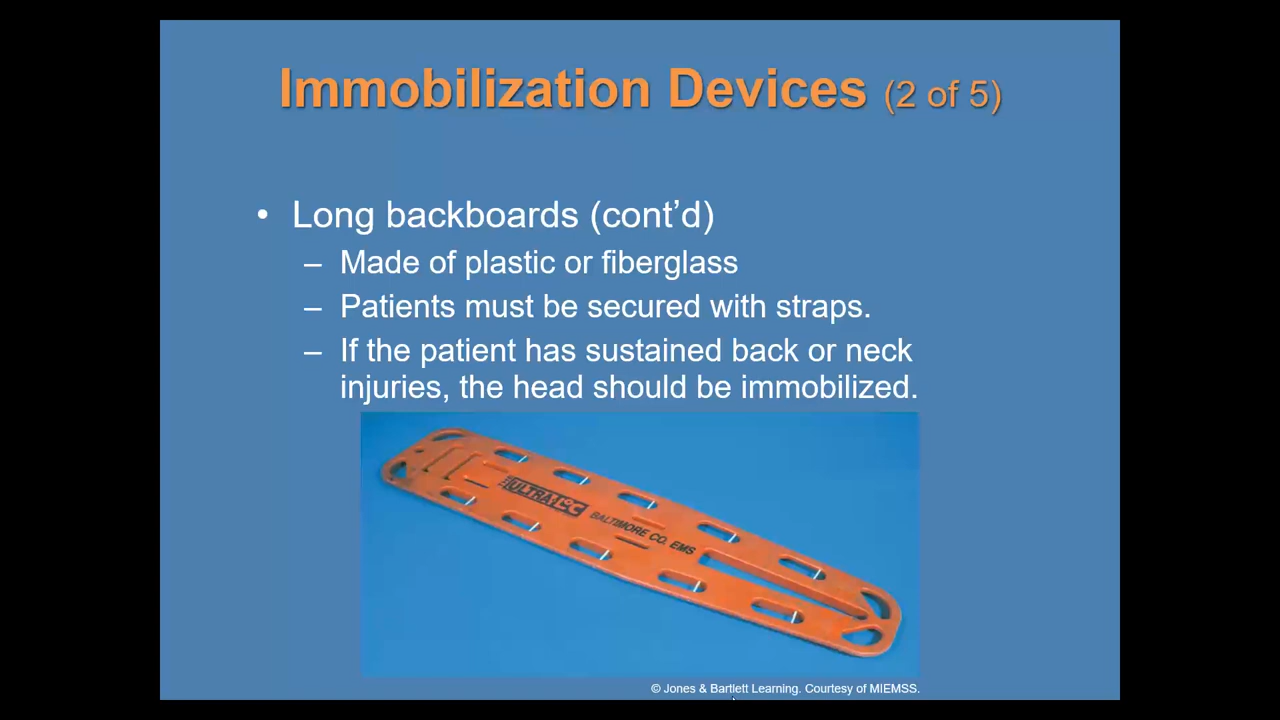 Immobilization Devices (2 of 5)
• Long backboards (cont’d)
– Made of plastic or fiberglass
– Patients must be secured with straps.
– If the patient has sustained back or neck
injuries, the head should be immobilized.
ULTRA-LOC
BALTIMORE CO. EMS
© Jones & Bartlett Learning. Courtesy of MIEMSS.